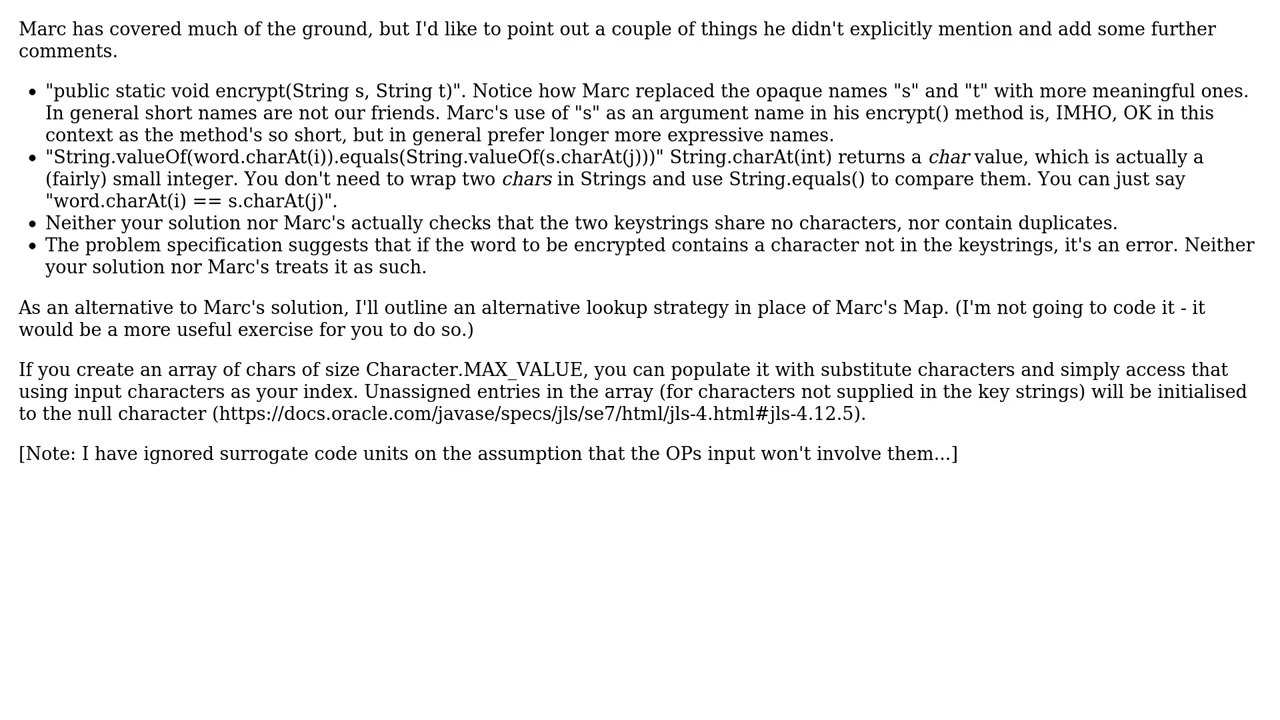 Marc has covered much of the ground, but I'd like to point out a couple of things he didn't explicitly mention and add some further
comments.
• "public static void encrypt(String s, String t)". Notice how Marc replaced the opaque names "s" and "t" with more meaningful ones.
In general short names are not our friends. Marc's use of "s" as an argument name in his encrypt() method is, IMHO, OK in this
context as the method's so short, but in general prefer longer more expressive names.
• "String.valueOf(word.charAt(i)).equals(String.valueOf(s.charAt(j)))" String.charAt(int) returns a char value, which is actually a
(fairly) small integer. You don't need to wrap two chars in Strings and use String.equals() to compare them. You can just say
"word.charAt(i) == s.charAt(j)".
• Neither your solution nor Marc's actually checks that the two keystrings share no characters, nor contain duplicates.
• The problem specification suggests that if the word to be encrypted contains a character not in the keystrings, it's an error. Neither
your solution nor Marc's treats it as such.
As an alternative to Marc's solution, I'll outline an alternative lookup strategy in place of Marc's Map. (I'm not going to code it - it
would be a more useful exercise for you to do so.)
If you create an array of chars of size Character.MAX_VALUE, you can populate it with substitute characters and simply access that
using input characters as your index. Unassigned entries in the array (for characters not supplied in the key strings) will be initialised
to the null character (https://docs.oracle.com/javase/specs/jls/se7/html/jls-4.html#jls-4.12.5).
[Note: I have ignored surrogate code units on the assumption that the OPs input won't involve them...]